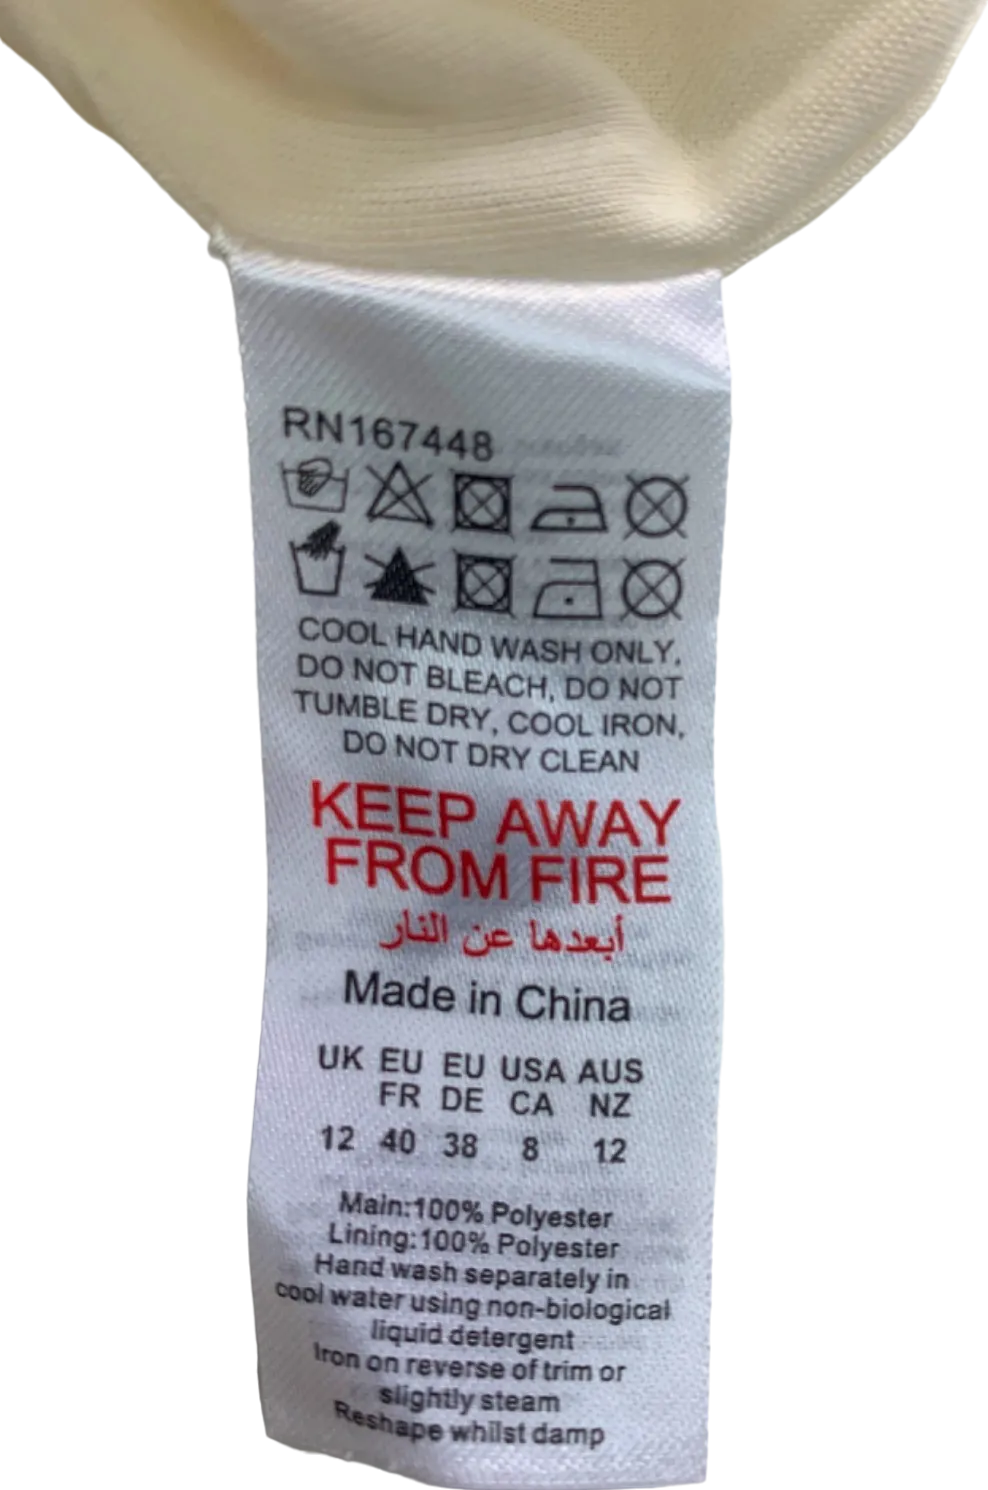 RN167448
COOL HAND WASH ONLY,
DO NOT BLEACH, DO NOT
TUMBLE DRY, COOL IRON,
DO NOT DRY CLEAN
KEEP AWAY
FROM FIRE
أبعدها عن النار
Made in China
UK EU EU USA AUS
FR DE CA NZ
12 40 38 8 12
Main:100% Polyester
Lining:100% Polyester
Hand wash separately in
cool water using non-biological
liquid detergent
Iron on reverse of trim or
slightly steam
Reshape whilst damp